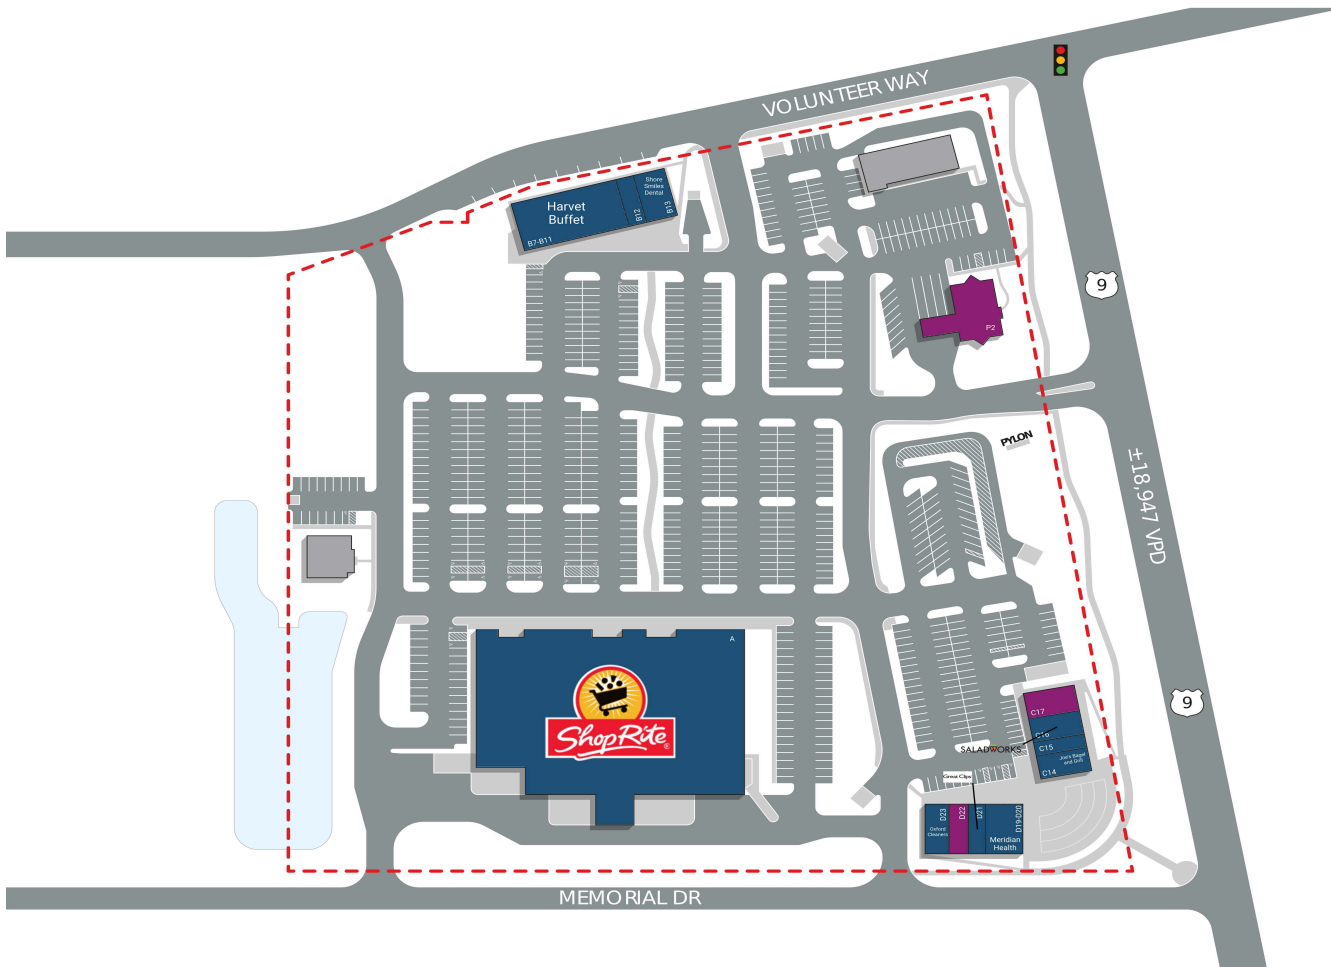 VOLUNTEER WAY
Shore
Smiles
Dental
Harvet
Buffet
B12
B13
B7-B11
9
P2
PYLON
±18,947 VPD
A
ShopRite®
9
C17
C16
SALADWORKS
C15
Joe's Bagel
and Grill
C14
Great Clips
D23
D22
D21
D19-D20
Oxford
Cleaners
Meridian
Health
MEMORIAL DR